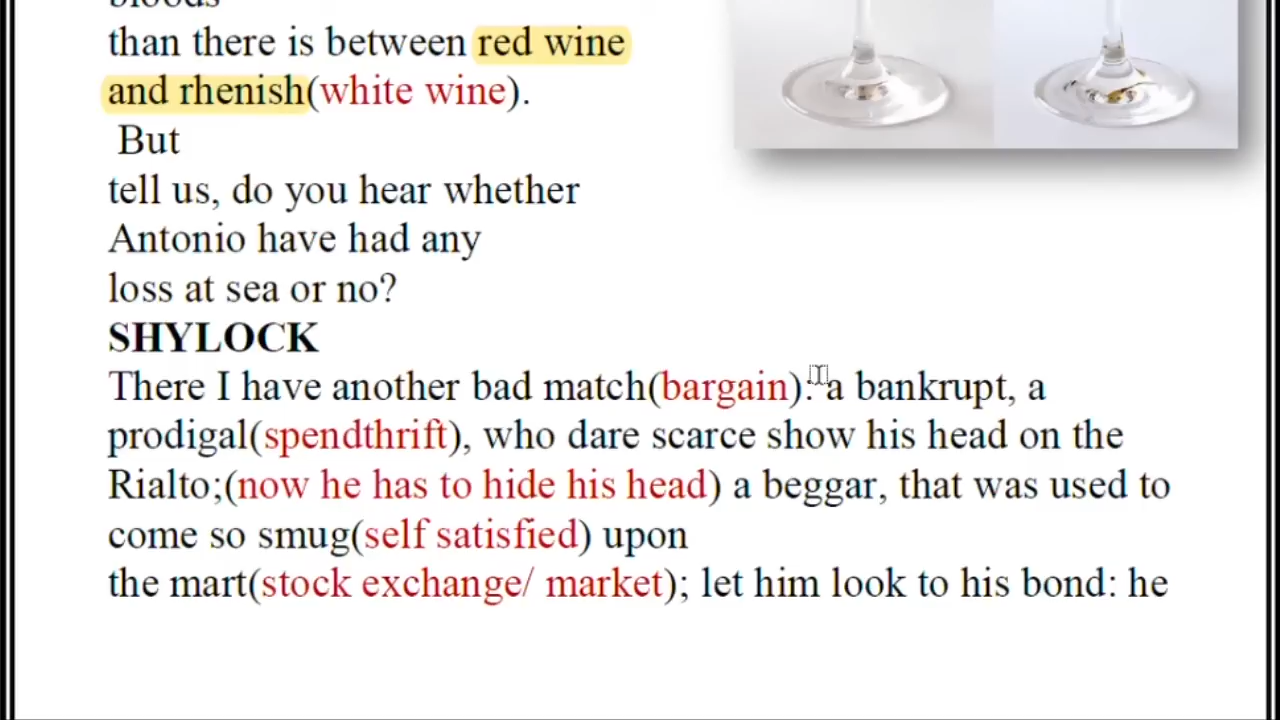 bloods
than there is between red wine
and rhenish(white wine).
But
tell us, do you hear whether
Antonio have had any
loss at sea or no?
SHYLOCK
There I have another bad match(bargain): a bankrupt, a
prodigal(spendthrift), who dare scarce show his head on the
Rialto;(now he has to hide his head) a beggar, that was used to
come so smug(self satisfied) upon
the mart(stock exchange/ market); let him look to his bond: he